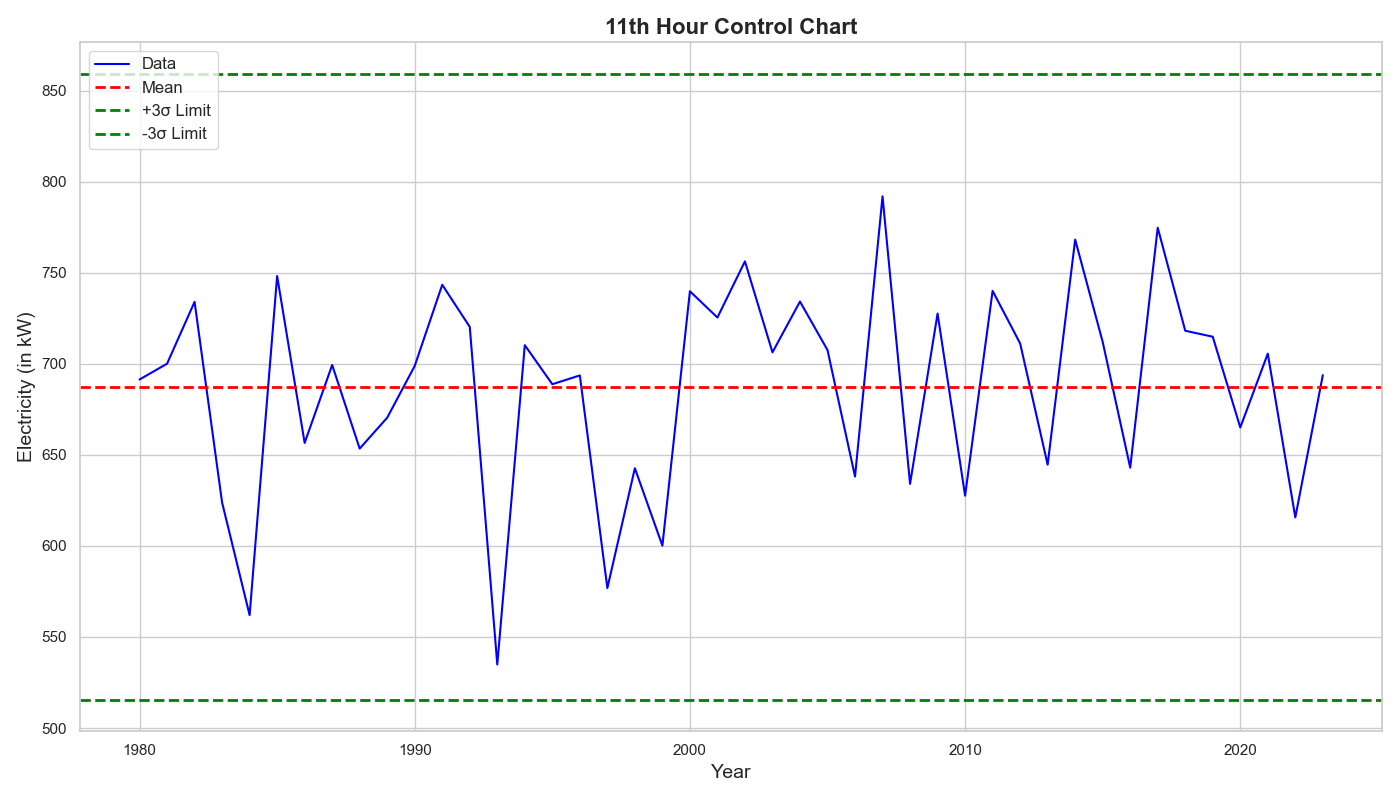 11th Hour Control Chart
Data
Mean
+3σ Limit
-3σ Limit
Electricity (in kW)
850
800
750
700
650
600
550
500
1980
1990
2000
2010
2020
Year